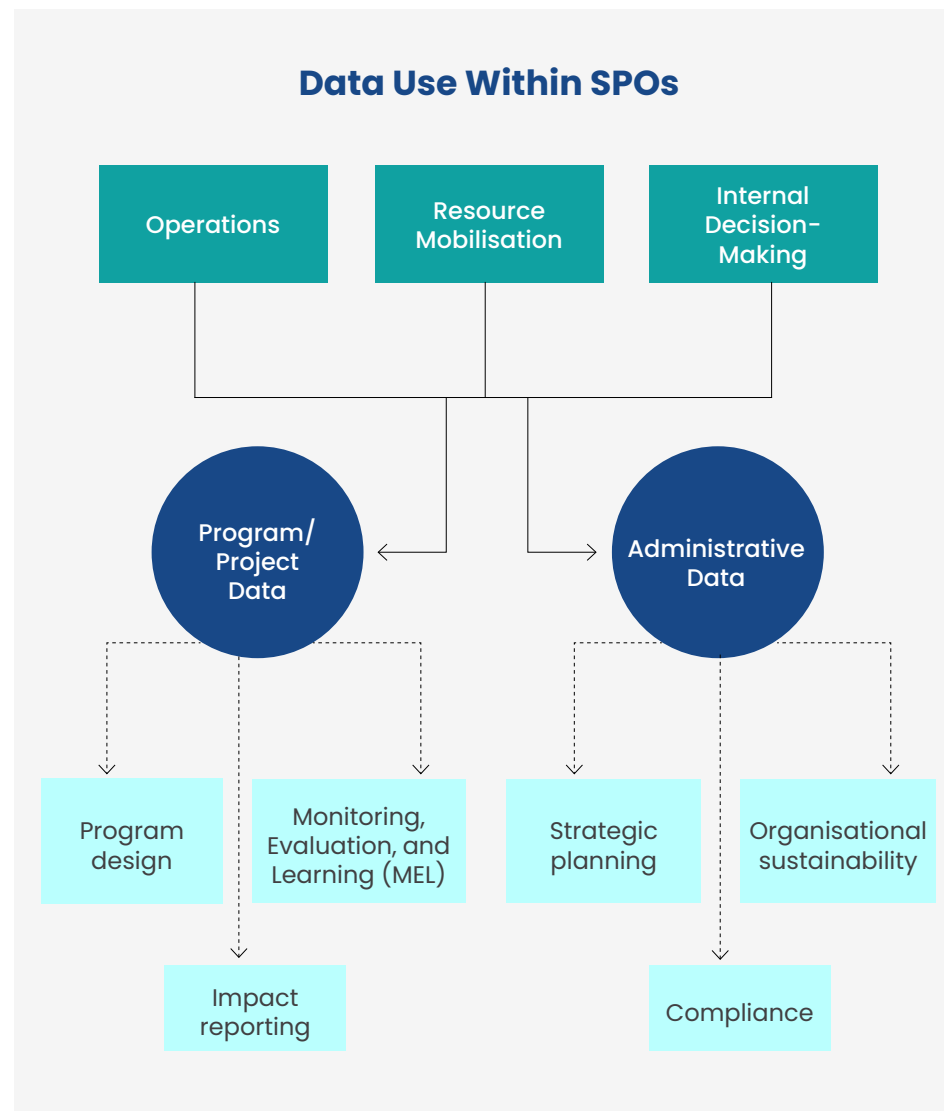 Data Use Within SPOs
Operations
Resource
Mobilisation
Internal
Decision-
Making
Program/
Project
Data
Administrative
Data
Program
design
Monitoring,
Evaluation, and
Learning (MEL)
Strategic
planning
Organisational
sustainability
Impact
reporting
Compliance